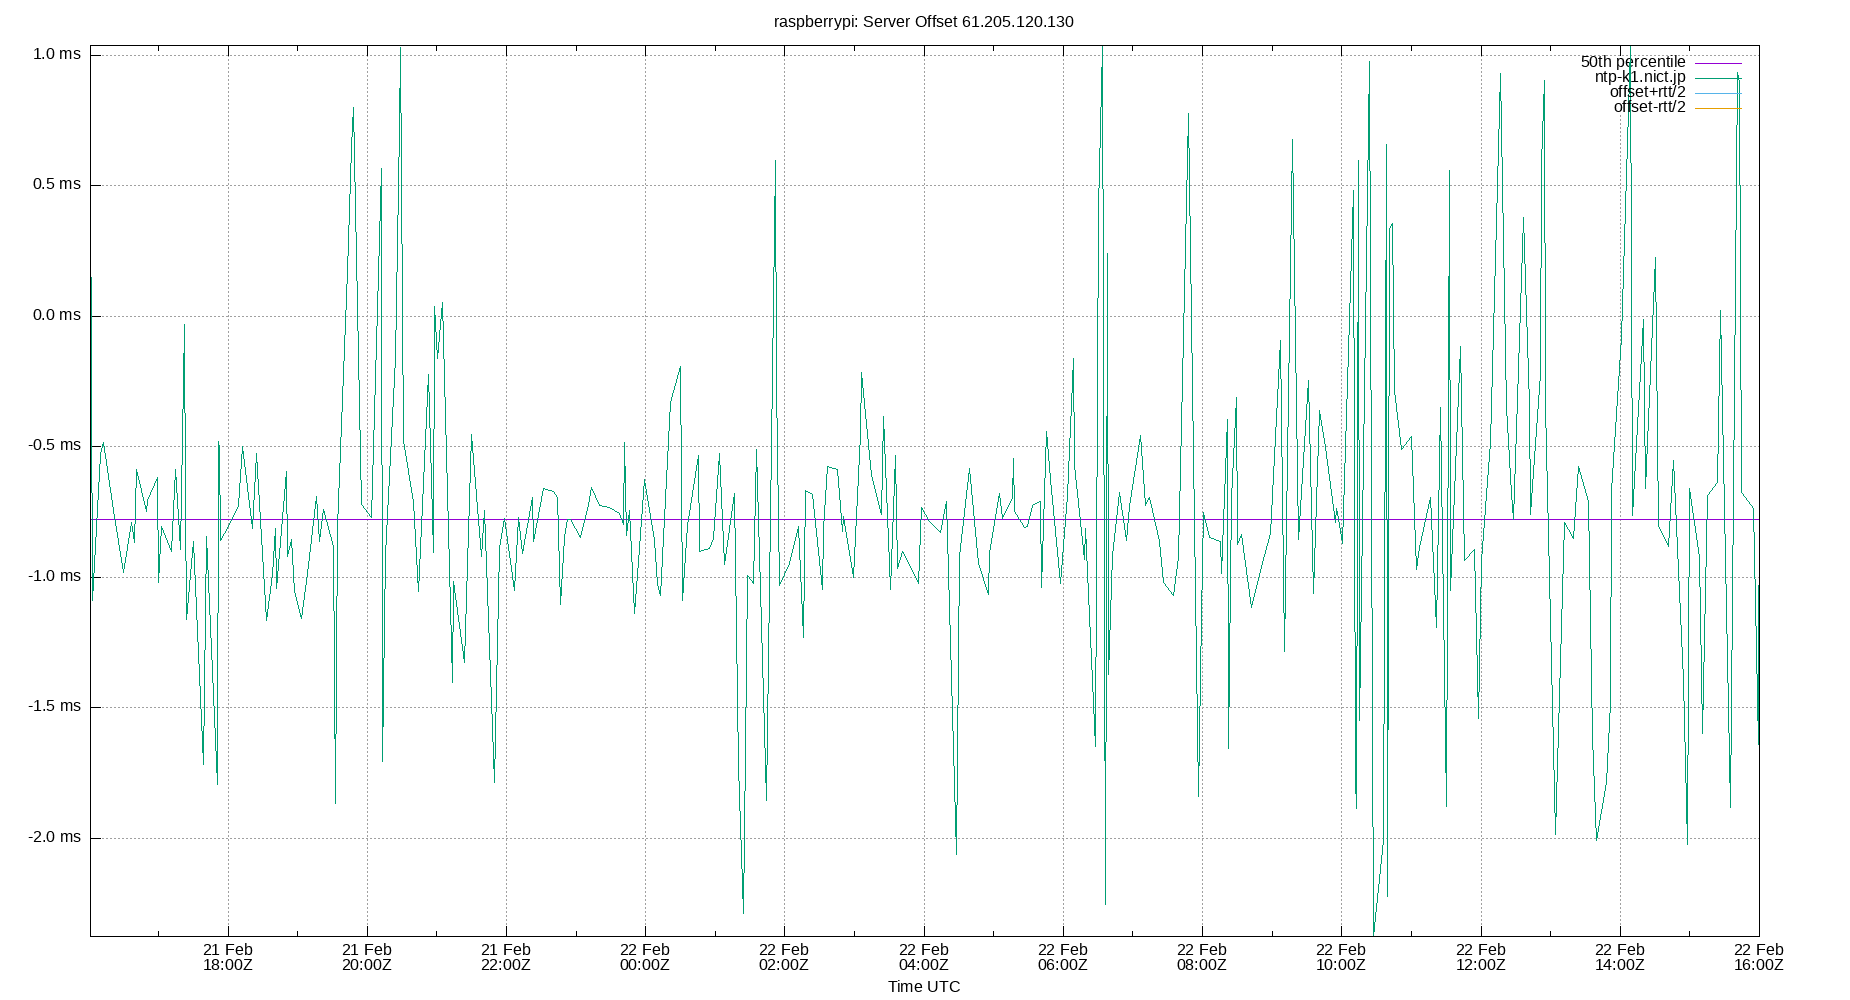 raspberrypi: Server Offset 61.205.120.130
1.0 ms
0.5 ms
0.0 ms
-0.5 ms
-1.0 ms
-1.5 ms
-2.0 ms
50th percentile
ntp-k1.nict.jp
offset+rtt/2
offset-rtt/2
21 Feb
18:00Z
21 Feb
20:00Z
21 Feb
22:00Z
22 Feb
00:00Z
22 Feb
02:00Z
22 Feb
04:00Z
22 Feb
06:00Z
22 Feb
08:00Z
22 Feb
10:00Z
22 Feb
12:00Z
22 Feb
14:00Z
22 Feb
16:00Z
Time UTC